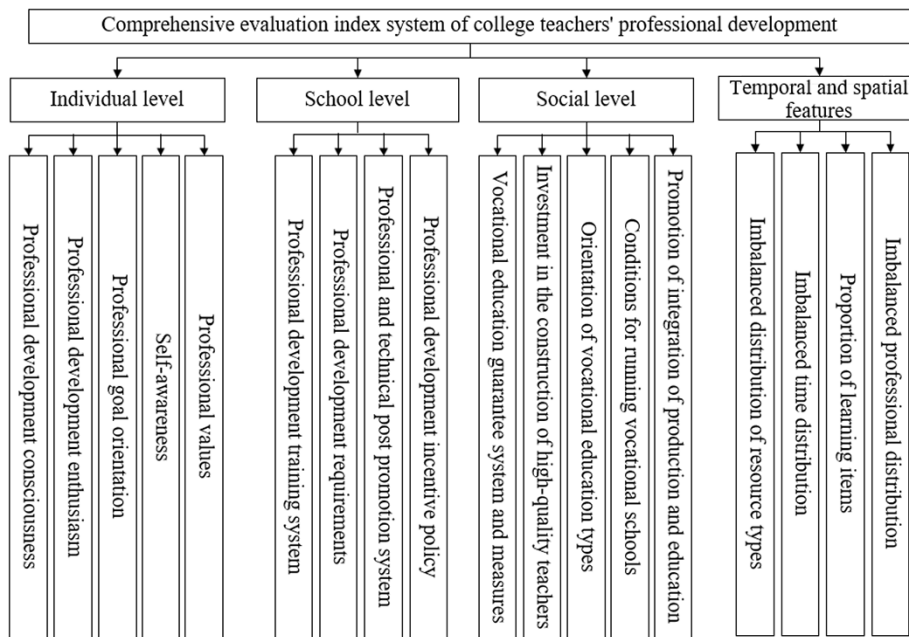 Comprehensive evaluation index system of college teachers' professional development
Individual level
School level
Social level
Temporal and spatial
features
Professional development consciousness
Professional development enthusiasm
Professional goal orientation
Self-awareness
Professional values
Professional development training system
Professional development requirements
Professional and technical post promotion system
Professional development incentive policy
Vocational education guarantee system and measures
Investment in the construction of high-quality teachers
Orientation of vocational education types
Conditions for running vocational schools
Promotion of integration of production and education
Imbalanced distribution of resource types
Imbalanced time distribution
Proportion of learning items
Imbalanced professional distribution